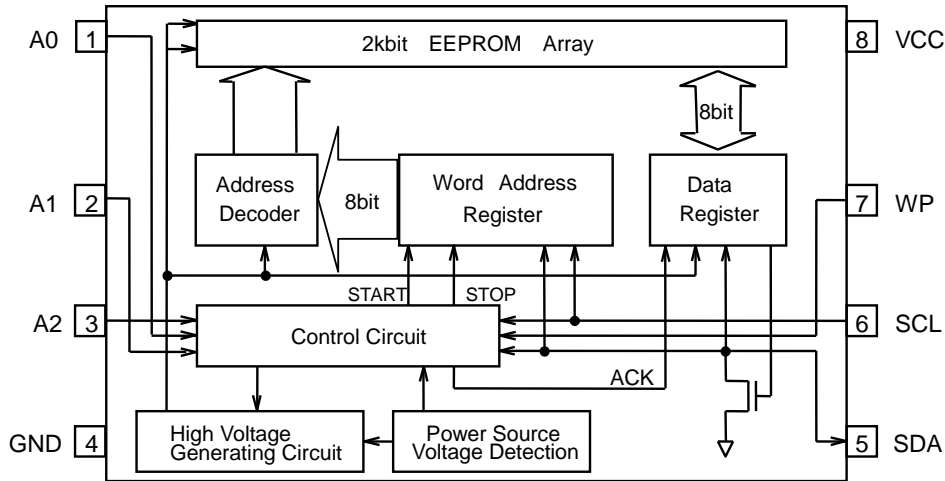 A0 1 2kbit EEPROM Array 8 VCC
8bit
A1 2 Address Decoder 8bit Word Address Register Data Register 7 WP
START STOP
A2 3 Control Circuit 6 SCL
ACK
GND 4 High Voltage Generating Circuit Power Source Voltage Detection 5 SDA